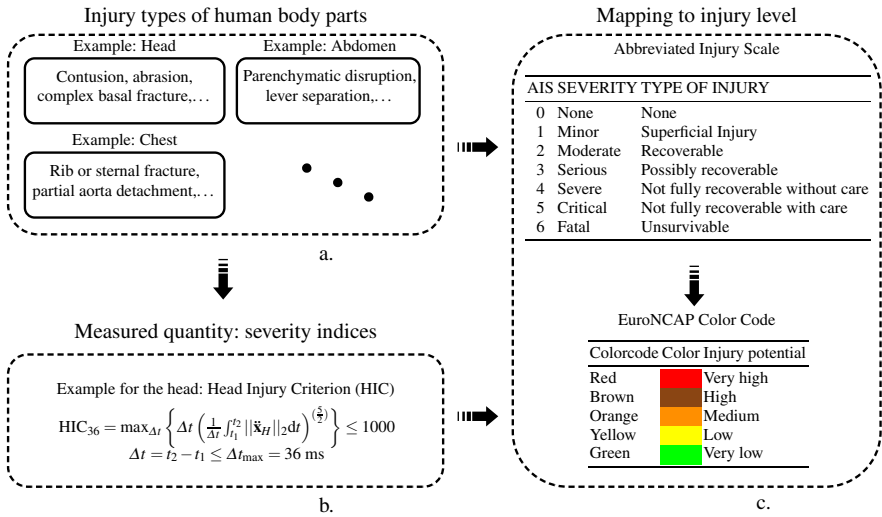 Injury types of human body parts
Example: Head
Contusion, abrasion,
complex basal fracture,...
Example: Abdomen
Parenchymatic disruption,
lever separation,...
Example: Chest
Rib or sternal fracture,
partial aorta detachment,...
a.
Measured quantity: severity indices
Example for the head: Head Injury Criterion (HIC)
HIC₃₆ = max_Δt { Δt ( 1/Δt ∫_{t₁}^{t₂} ||ẍ_H||₂dt )^(5/2) } ≤ 1000
Δt = t₂ − t₁ ≤ Δt_max = 36 ms
b.
Mapping to injury level
Abbreviated Injury Scale
AIS SEVERITY TYPE OF INJURY
0 None None
1 Minor Superficial Injury
2 Moderate Recoverable
3 Serious Possibly recoverable
4 Severe Not fully recoverable without care
5 Critical Not fully recoverable with care
6 Fatal Unsurvivable
EuroNCAP Color Code
Colorcode Color Injury potential
Red Very high
Brown High
Orange Medium
Yellow Low
Green Very low
c.